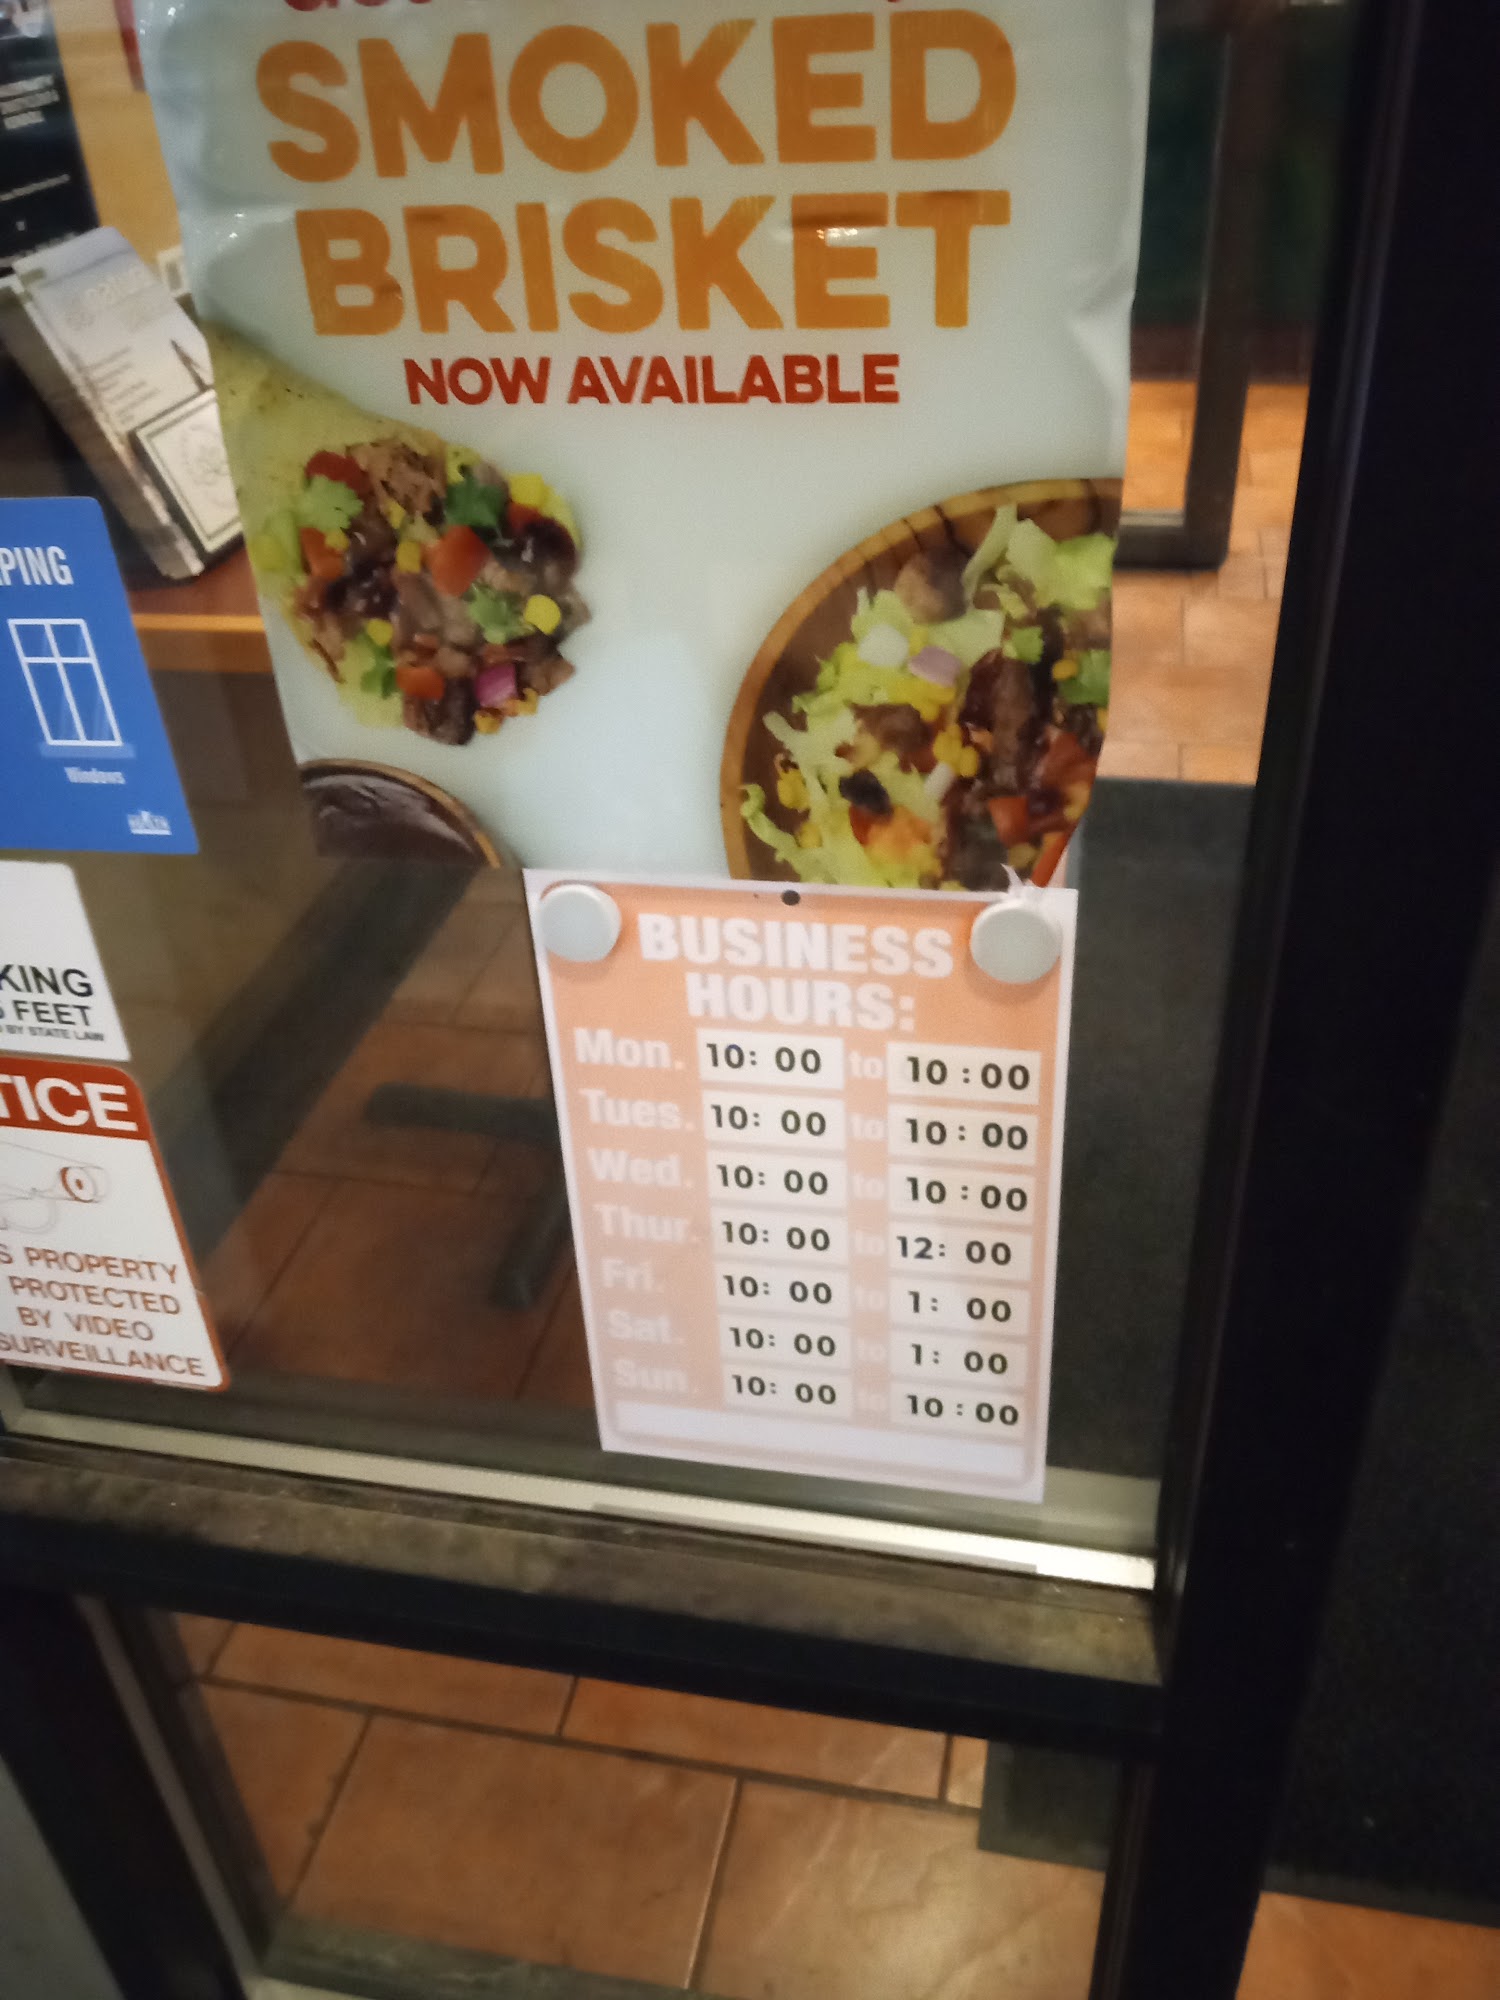 SMOKED
BRISKET
NOW AVAILABLE
PING
Windows
KING
FEET
BY STATE LAW
TICE
S PROPERTY
PROTECTED
BY VIDEO
SURVEILLANCE
BUSINESS
HOURS:
Mon. 10: 00 to 10 : 00
Tues. 10: 00 to 10 : 00
Wed. 10: 00 to 10 : 00
Thur. 10: 00 to 12: 00
Fri. 10: 00 to 1: 00
Sat. 10: 00 to 1: 00
Sun. 10: 00 to 10 : 00